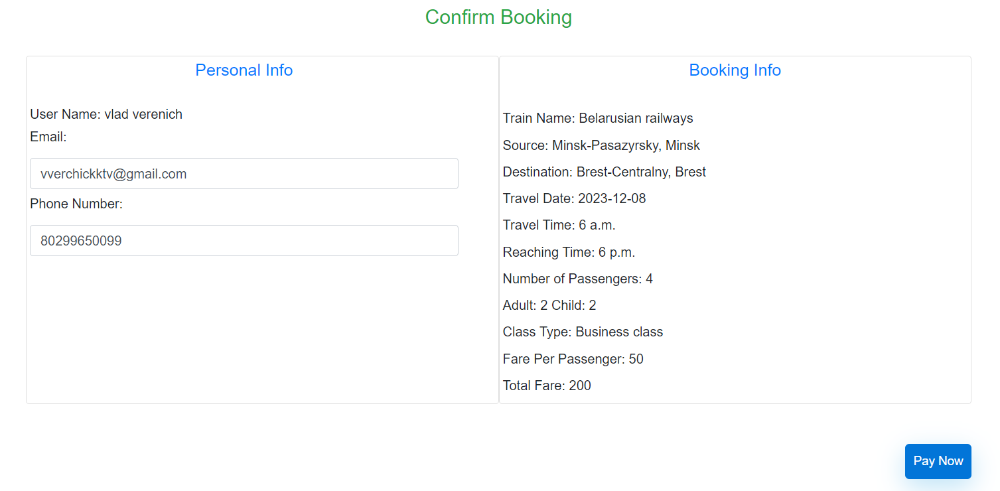 Confirm Booking
Personal Info
User Name: vlad verenich
Email:
vverchickktv@gmail.com
Phone Number:
80299650099
Booking Info
Train Name: Belarusian railways
Source: Minsk-Pasazyrsky, Minsk
Destination: Brest-Centralny, Brest
Travel Date: 2023-12-08
Travel Time: 6 a.m.
Reaching Time: 6 p.m.
Number of Passengers: 4
Adult: 2 Child: 2
Class Type: Business class
Fare Per Passenger: 50
Total Fare: 200
Pay Now